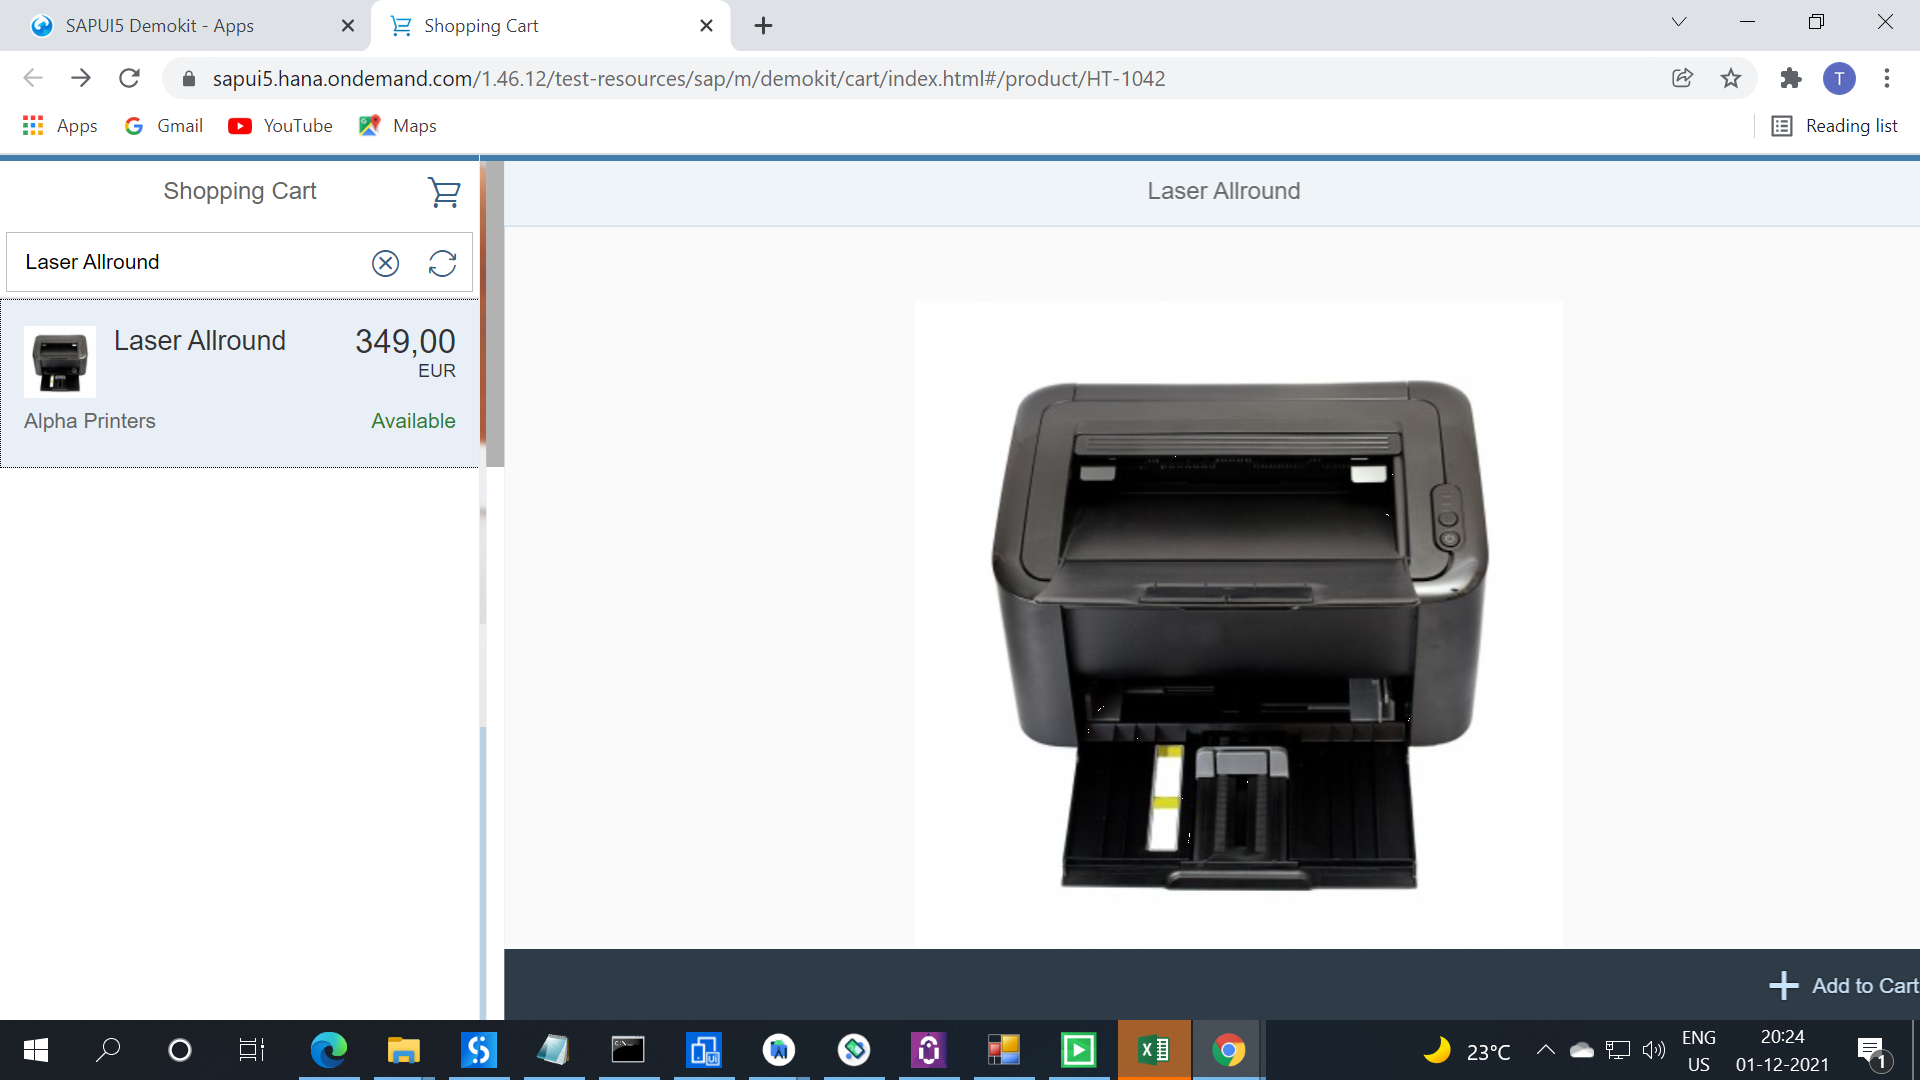 SAPUI5 Demokit - Apps
Shopping Cart
sapui5.hana.ondemand.com/1.46.12/test-resources/sap/m/demokit/cart/index.html#/product/HT-1042
T
Apps
Gmail
YouTube
Maps
Reading list
Shopping Cart
Laser Allround
Laser Allround
Laser Allround
349,00
EUR
Alpha Printers
Available
Add to Cart
23°C
ENG
US
20:24
01-12-2021
1